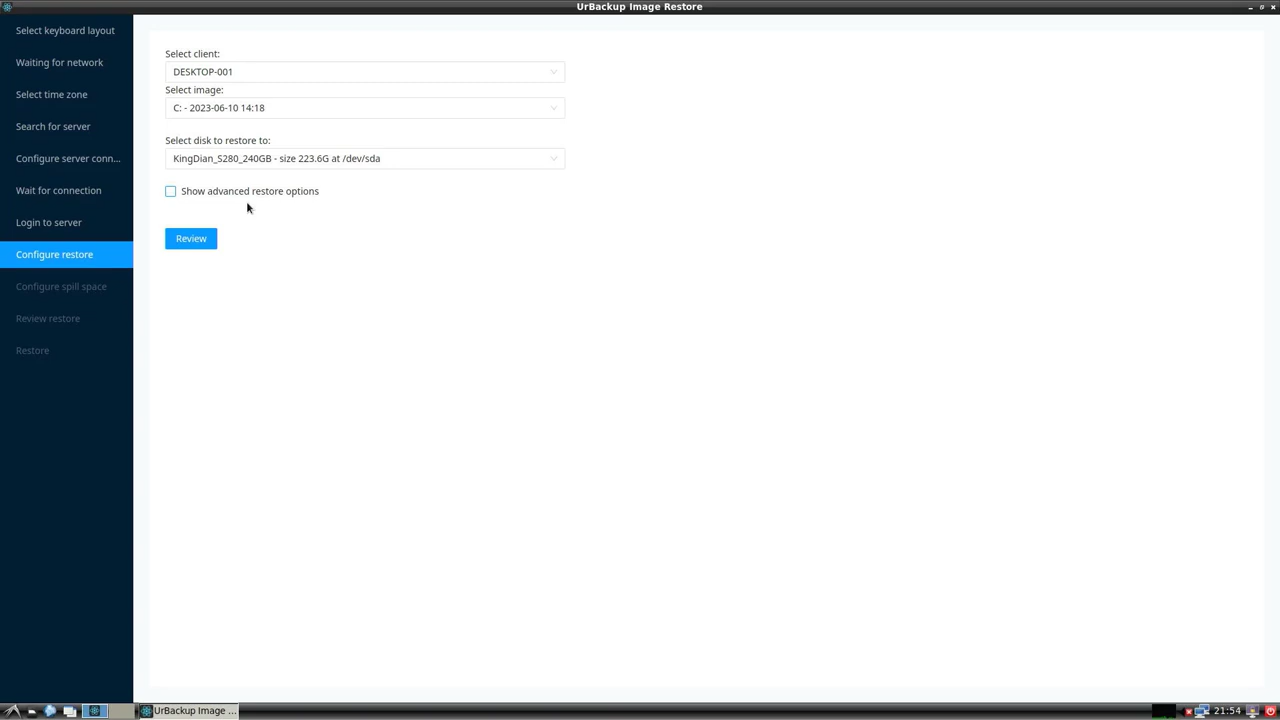 UrBackup Image Restore
Select keyboard layout
Waiting for network
Select time zone
Search for server
Configure server conn...
Wait for connection
Login to server
Configure restore
Configure spill space
Review restore
Restore
Select client:
DESKTOP-001
Select image:
C: - 2023-06-10 14:18
Select disk to restore to:
KingDian_S280_240GB - size 223.6G at /dev/sda
Show advanced restore options
Review
UrBackup Image ...
21:54